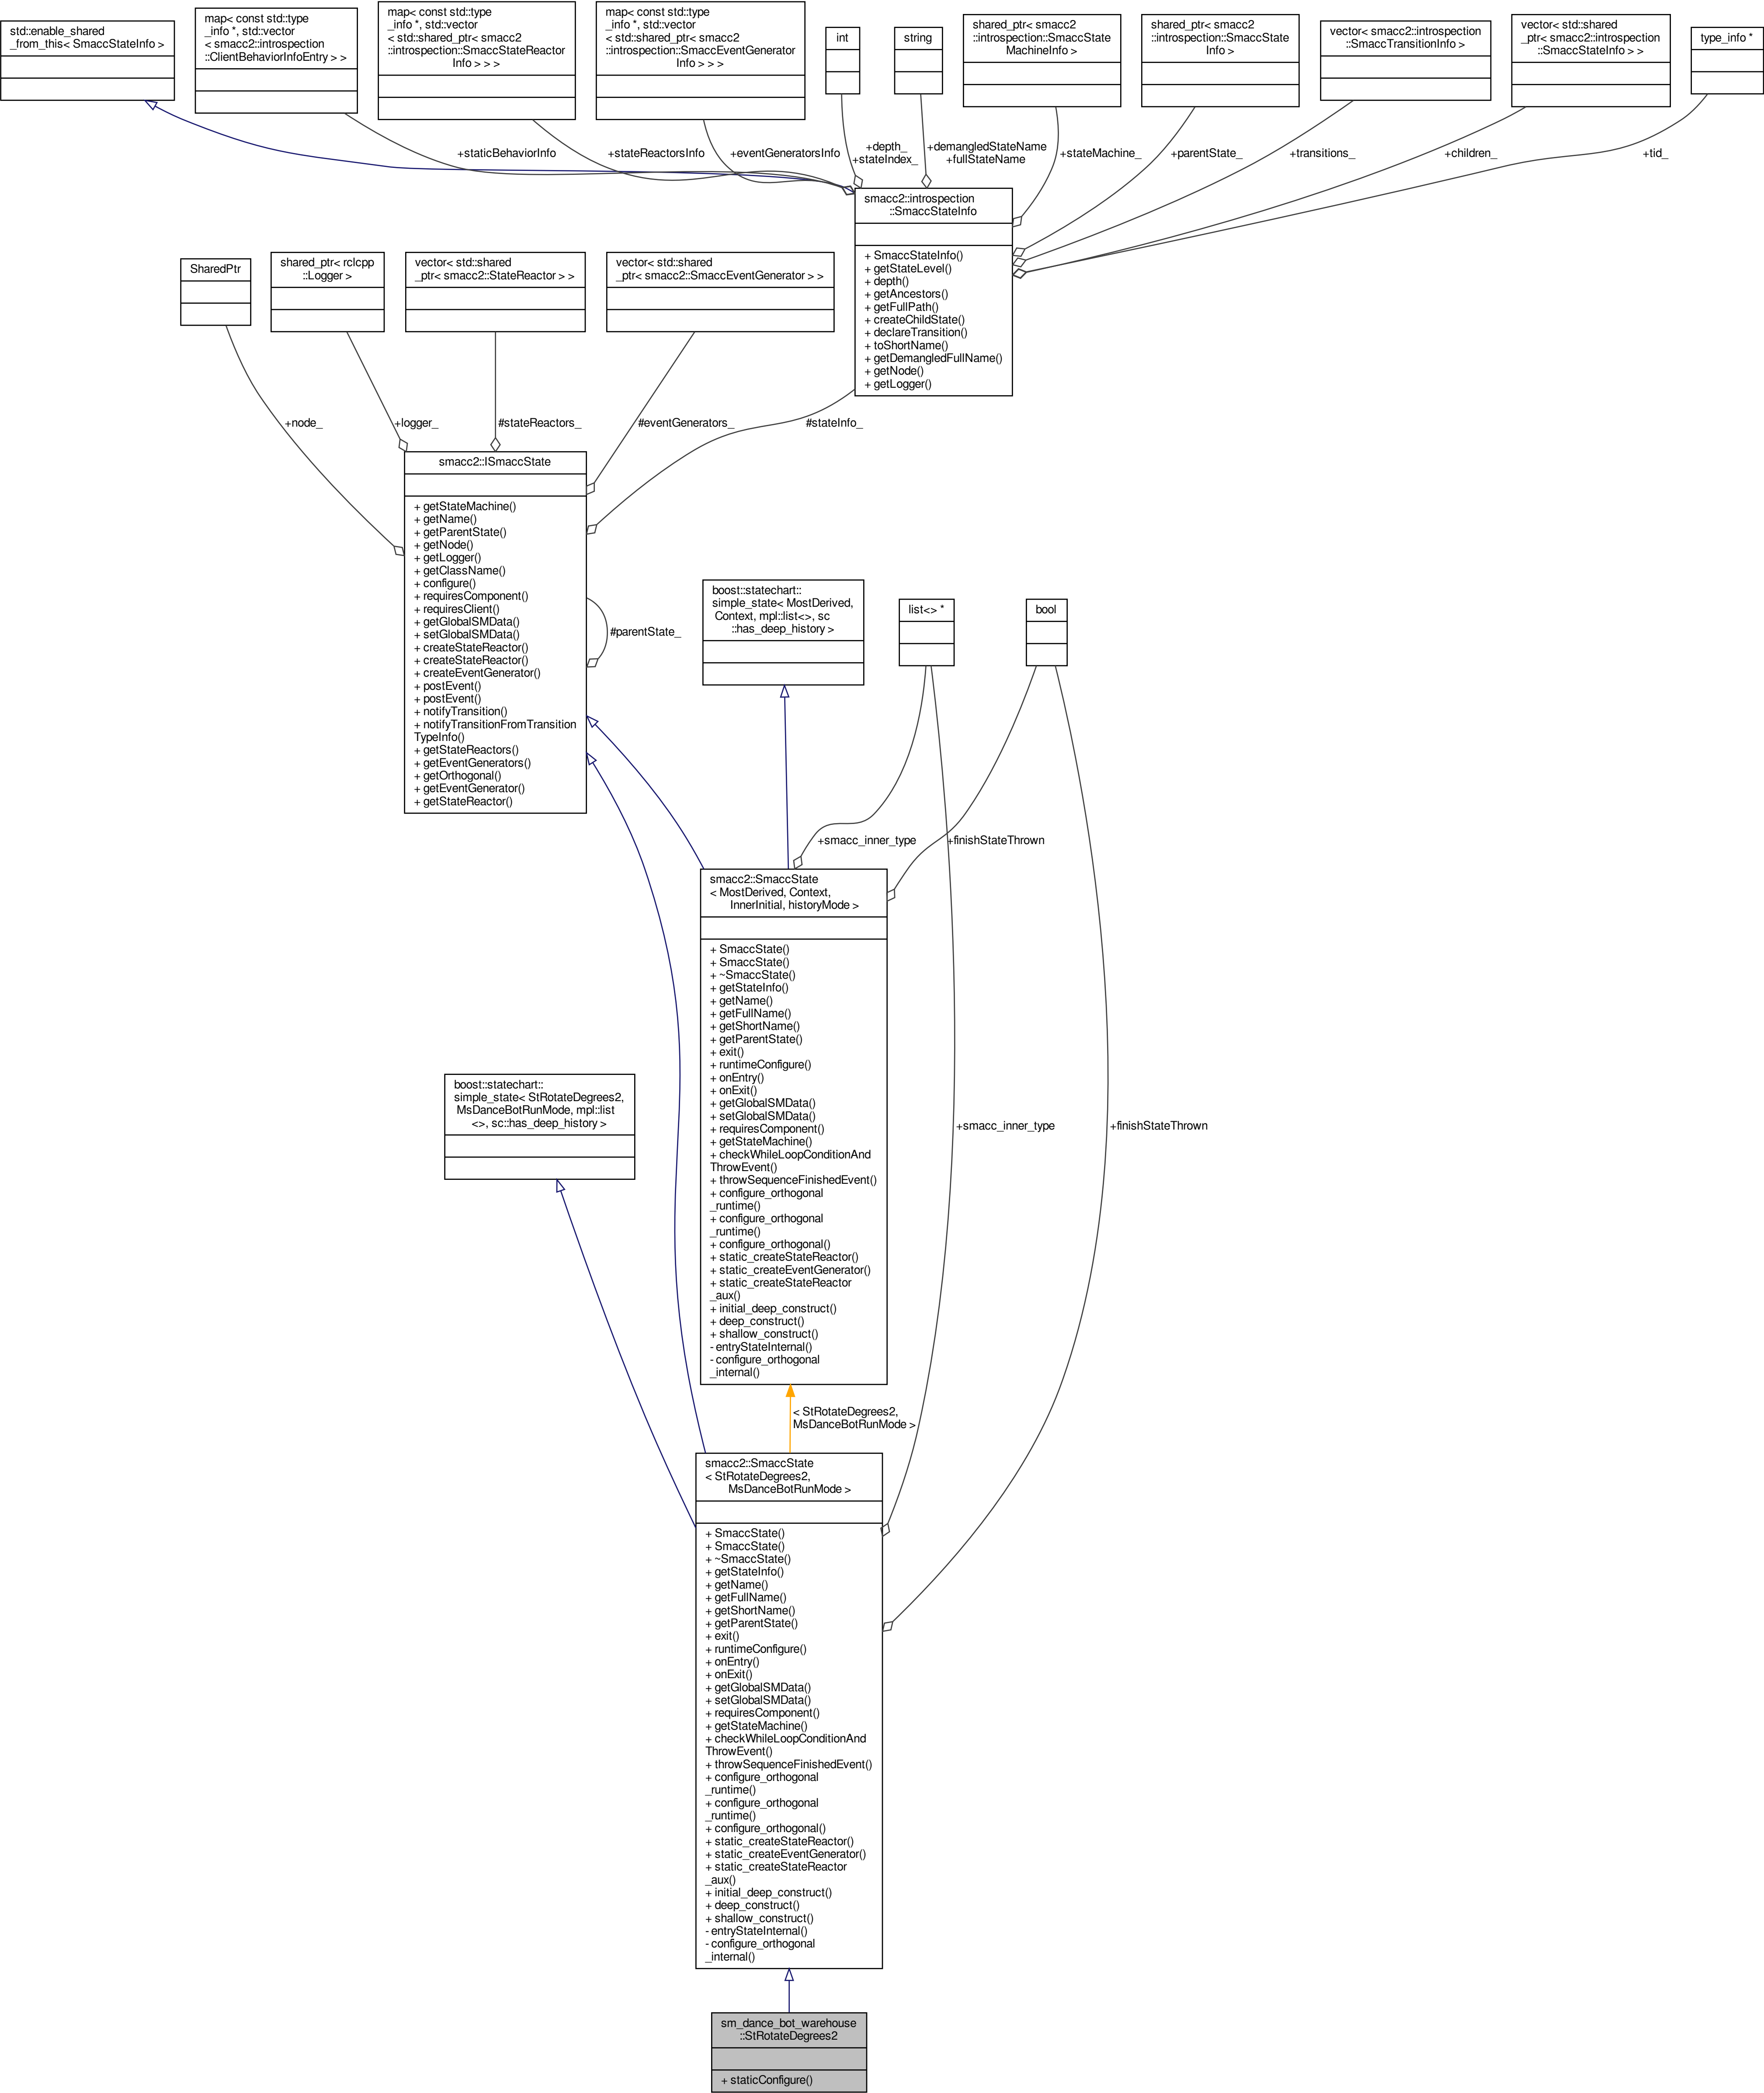 std::enable_shared
_from_this< SmaccStateInfo >
map< const std::type
_info *, std::vector
< smacc2::introspection
::ClientBehaviorInfoEntry > >
map< const std::type
_info *, std::vector
< std::shared_ptr< smacc2
::introspection::SmaccStateReactor
Info > > >
map< const std::type
_info *, std::vector
< std::shared_ptr< smacc2
::introspection::SmaccEventGenerator
Info > > >
int
string
shared_ptr< smacc2
::introspection::SmaccState
MachineInfo >
shared_ptr< smacc2
::introspection::SmaccState
Info >
vector< smacc2::introspection
::SmaccTransitionInfo >
vector< std::shared
_ptr< smacc2::introspection
::SmaccStateInfo > >
type_info *
+staticBehaviorInfo
+stateReactorsInfo
+eventGeneratorsInfo
+depth_
+stateIndex_
+demangledStateName
+fullStateName
+stateMachine_
+parentState_
+transitions_
+children_
+tid_
smacc2::introspection
::SmaccStateInfo
+ SmaccStateInfo()
+ getStateLevel()
+ depth()
+ getAncestors()
+ getFullPath()
+ createChildState()
+ declareTransition()
+ toShortName()
+ getDemangledFullName()
+ getNode()
+ getLogger()
SharedPtr
shared_ptr< rclcpp
::Logger >
vector< std::shared
_ptr< smacc2::StateReactor > >
vector< std::shared
_ptr< smacc2::SmaccEventGenerator > >
+node_
+logger_
#stateReactors_
#eventGenerators_
#stateInfo_
smacc2::ISmaccState
+ getStateMachine()
+ getName()
+ getParentState()
+ getNode()
+ getLogger()
+ getClassName()
+ configure()
+ requiresComponent()
+ requiresClient()
+ getGlobalSMData()
+ setGlobalSMData()
+ createStateReactor()
+ createStateReactor()
+ createEventGenerator()
+ postEvent()
+ postEvent()
+ notifyTransition()
+ notifyTransitionFromTransition
TypeInfo()
+ getStateReactors()
+ getEventGenerators()
+ getOrthogonal()
+ getEventGenerator()
+ getStateReactor()
#parentState_
boost::statechart::
simple_state< MostDerived,
Context, mpl::list<>, sc
::has_deep_history >
list<> *
bool
+smacc_inner_type
+finishStateThrown
smacc2::SmaccState
< MostDerived, Context,
InnerInitial, historyMode >
+ SmaccState()
+ SmaccState()
+ ~SmaccState()
+ getStateInfo()
+ getName()
+ getFullName()
+ getShortName()
+ getParentState()
+ exit()
+ runtimeConfigure()
+ onEntry()
+ onExit()
+ getGlobalSMData()
+ setGlobalSMData()
+ requiresComponent()
+ getStateMachine()
+ checkWhileLoopConditionAnd
ThrowEvent()
+ throwSequenceFinishedEvent()
+ configure_orthogonal
_runtime()
+ configure_orthogonal
_runtime()
+ configure_orthogonal()
+ static_createStateReactor()
+ static_createEventGenerator()
+ static_createStateReactor
_aux()
+ initial_deep_construct()
+ deep_construct()
+ shallow_construct()
- entryStateInternal()
- configure_orthogonal
_internal()
boost::statechart::
simple_state< StRotateDegrees2,
MsDanceBotRunMode, mpl::list
<>, sc::has_deep_history >
+smacc_inner_type
+finishStateThrown
< StRotateDegrees2,
MsDanceBotRunMode >
smacc2::SmaccState
< StRotateDegrees2,
MsDanceBotRunMode >
+ SmaccState()
+ SmaccState()
+ ~SmaccState()
+ getStateInfo()
+ getName()
+ getFullName()
+ getShortName()
+ getParentState()
+ exit()
+ runtimeConfigure()
+ onEntry()
+ onExit()
+ getGlobalSMData()
+ setGlobalSMData()
+ requiresComponent()
+ getStateMachine()
+ checkWhileLoopConditionAnd
ThrowEvent()
+ throwSequenceFinishedEvent()
+ configure_orthogonal
_runtime()
+ configure_orthogonal
_runtime()
+ configure_orthogonal()
+ static_createStateReactor()
+ static_createEventGenerator()
+ static_createStateReactor
_aux()
+ initial_deep_construct()
+ deep_construct()
+ shallow_construct()
- entryStateInternal()
- configure_orthogonal
_internal()
sm_dance_bot_warehouse
::StRotateDegrees2
+ staticConfigure()